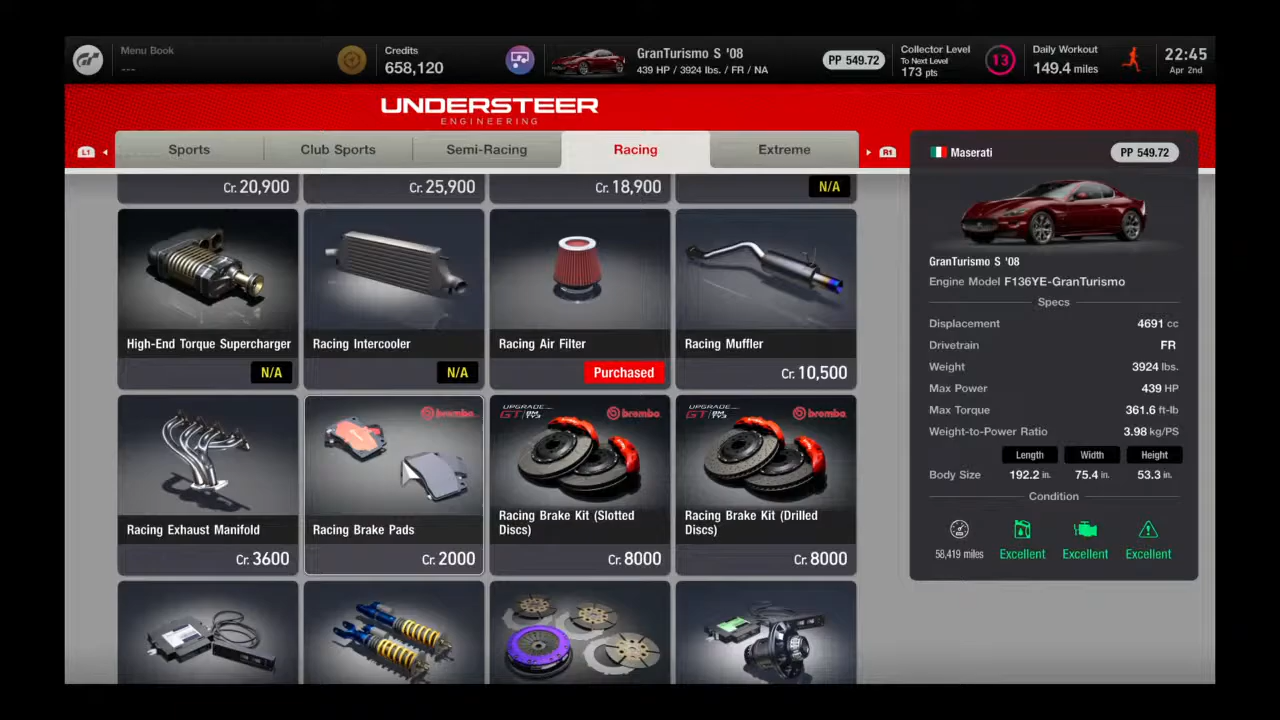 Menu Book
---
Credits
658,120
GranTurismo S '08
439 HP / 3924 lbs. / FR / NA
PP 549.72
Collector Level
To Next Level
173 pts
13
Daily Workout
149.4 miles
22:45
Apr 2nd
UNDERSTEER
ENGINEERING
L1
Sports
Club Sports
Semi-Racing
Racing
Extreme
R1
Cr. 20,900
Cr. 25,900
Cr. 18,900
N/A
High-End Torque Supercharger
N/A
Racing Intercooler
N/A
Racing Air Filter
Purchased
Racing Muffler
Cr. 10,500
Racing Exhaust Manifold
Cr. 3600
brembo
Racing Brake Pads
Cr. 2000
UPGRADE
GT/BM
TY3
brembo
Racing Brake Kit (Slotted
Discs)
Cr. 8000
UPGRADE
GT/BM
TY3
brembo
Racing Brake Kit (Drilled
Discs)
Cr. 8000
Maserati
PP 549.72
GranTurismo S '08
Engine Model F136YE-GranTurismo
Specs
Displacement 4691 cc
Drivetrain FR
Weight 3924 lbs.
Max Power 439 HP
Max Torque 361.6 ft-lb
Weight-to-Power Ratio 3.98 kg/PS
Length Width Height
Body Size 192.2 in. 75.4 in. 53.3 in.
Condition
58,419 miles Excellent Excellent Excellent